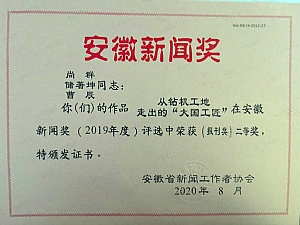 安徽新闻奖
尚群
储著坤同志:
曹辰
你(们)的作品 从钻机工地走出的“大国工匠” 在安徽
新闻奖(2019年度)评选中荣获(报刊类)二等奖,
特颁发证书。
安徽省新闻工作者协会
2020年8月